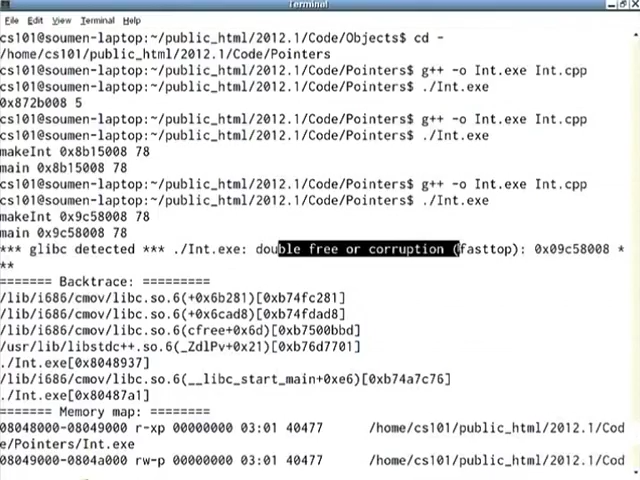 Terminal
File Edit View Terminal Help
cs101@soumen-laptop:~/public_html/2012.1/Code/Objects$ cd -
/home/cs101/public_html/2012.1/Code/Pointers
cs101@soumen-laptop:~/public_html/2012.1/Code/Pointers$ g++ -o Int.exe Int.cpp
cs101@soumen-laptop:~/public_html/2012.1/Code/Pointers$ ./Int.exe
0x872b008 5
cs101@soumen-laptop:~/public_html/2012.1/Code/Pointers$ g++ -o Int.exe Int.cpp
cs101@soumen-laptop:~/public_html/2012.1/Code/Pointers$ ./Int.exe
makeInt 0x8b15008 78
main 0x8b15008 78
cs101@soumen-laptop:~/public_html/2012.1/Code/Pointers$ g++ -o Int.exe Int.cpp
cs101@soumen-laptop:~/public_html/2012.1/Code/Pointers$ ./Int.exe
makeInt 0x9c58008 78
main 0x9c58008 78
*** glibc detected *** ./Int.exe: double free or corruption (fasttop): 0x09c58008 *
**
======= Backtrace: =========
/lib/i686/cmov/libc.so.6(+0x6b281)[0xb74fc281]
/lib/i686/cmov/libc.so.6(+0x6cad8)[0xb74fdad8]
/lib/i686/cmov/libc.so.6(cfree+0x6d)[0xb7500bbd]
/usr/lib/libstdc++.so.6(_ZdlPv+0x21)[0xb76d7701]
./Int.exe[0x8048937]
/lib/i686/cmov/libc.so.6(__libc_start_main+0xe6)[0xb74a7c76]
./Int.exe[0x80487a1]
======= Memory map: ========
08048000-08049000 r-xp 00000000 03:01 40477 /home/cs101/public_html/2012.1/Cod
e/Pointers/Int.exe
08049000-0804a000 rw-p 00000000 03:01 40477 /home/cs101/public_html/2012.1/Cod